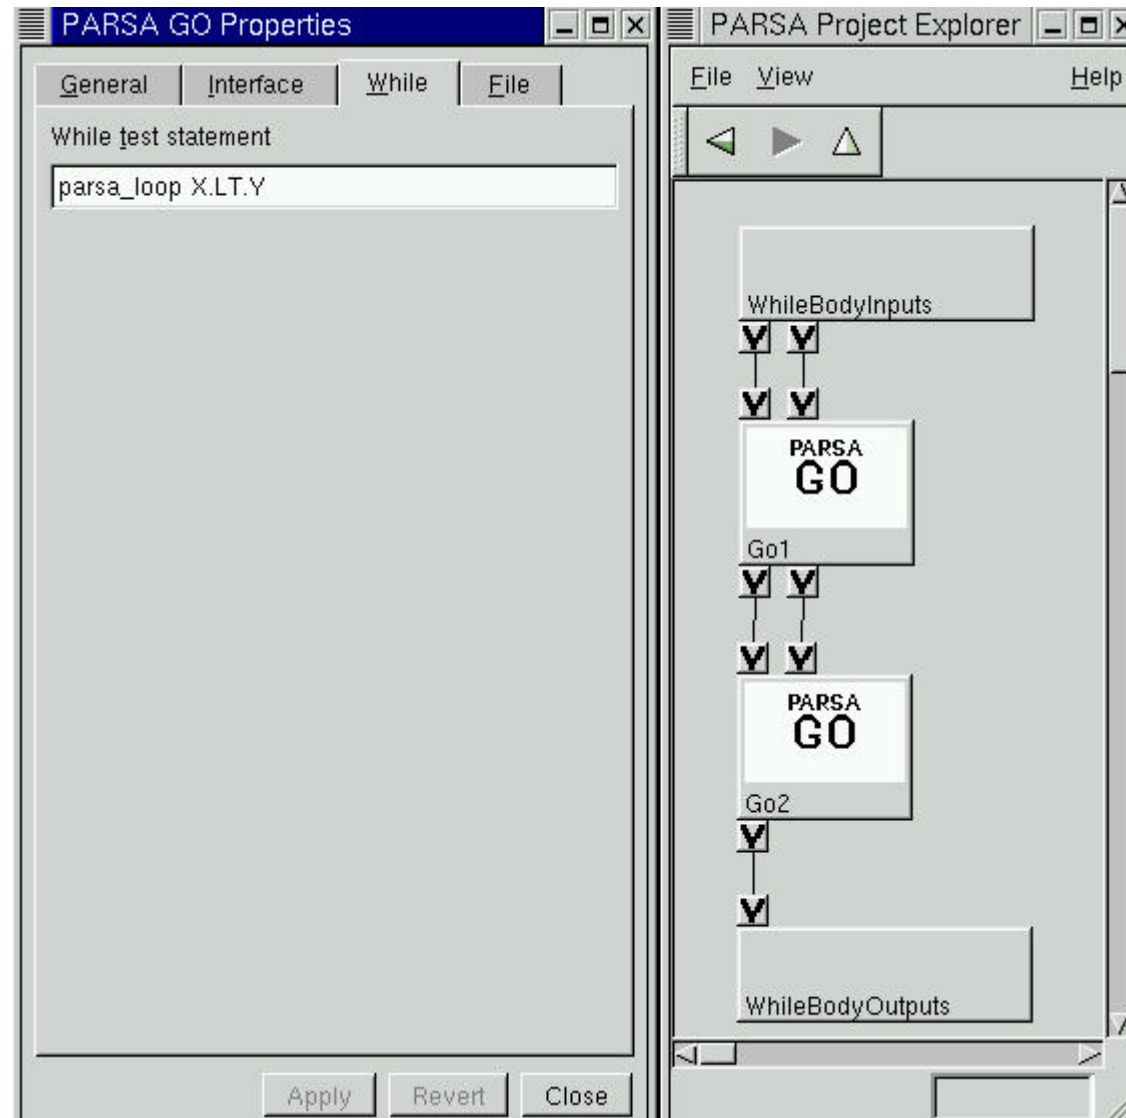 PARSA GO Properties
General Interface While File
While test statement
parsa_loop X.LT.Y
Apply Revert Close
PARSA Project Explorer
File View Help
WhileBodyInputs
PARSA
GO
Go1
PARSA
GO
Go2
WhileBodyOutputs